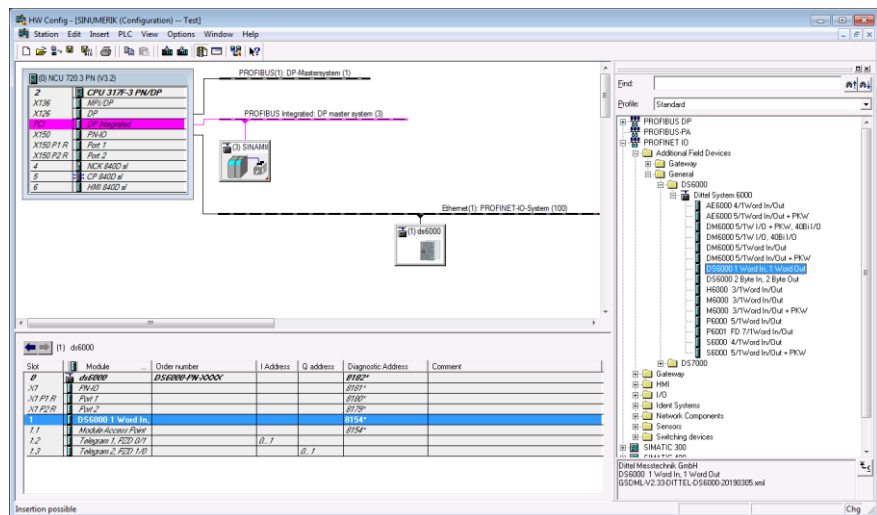 HW Config - [SINUMERIK (Configuration) -- Test]
Station Edit Insert PLC View Options Window Help
(0) NCU 720.3 PN (V3.2)
2 CPU 317F-3 PN/DP
X136 MPI/DP
X126 DP
PCI DP Integrated
X150 PN-IO
X150 P1 R Port 1
X150 P2 R Port 2
4 NCK 840D sl
5 CP 840D sl
6 HMI 840D sl
PROFIBUS(1): DP-Mastersystem (1)
PROFIBUS Integrated: DP master system (3)
(3) SINAMIC
Ethernet(1): PROFINET-IO-System (100)
(1) ds6000
(1) ds6000
Slot Module ... Order number I Address Q address Diagnostic Address Comment
0 ds6000 DS6000-PN-XXXX 8182*
X1 PN-IO 8181*
X1 P1 R Port 1 8180*
X1 P2 R Port 2 8179*
1 DS6000 1 Word In, 8154*
1.1 Module Access Point 8154*
1.2 Telegram 1, PZD 0/1 0...1
1.3 Telegram 2, PZD 1/0 0...1
Find:
Profile: Standard
PROFIBUS DP
PROFIBUS-PA
PROFINET IO
Additional Field Devices
Gateway
General
DS6000
Dittel System 6000
AE6000 4/1Word In/Out
AE6000 5/1Word In/Out + PKW
DM6000 5/1W I/O + PKW, 40Bi I/O
DM6000 5/1W I/O, 40Bi I/O
DM6000 5/1Word In/Out
DM6000 5/1Word In/Out + PKW
DS6000 1 Word In, 1 Word Out
DS6000 2 Byte In, 2 Byte Out
H6000 3/1Word In/Out
M6000 3/1Word In/Out
M6000 3/1Word In/Out + PKW
P6000 5/1Word In/Out
P6001 FD 7/1Word In/Out
S6000 4/1Word In/Out
S6000 5/1Word In/Out + PKW
DS7000
Gateway
HMI
I/O
Ident Systems
Network Components
Sensors
Switching devices
SIMATIC 300
Dittel Messtechnik GmbH
DS6000 1 Word In, 1 Word Out
GSDML-V2.33-DITTEL-DS6000-20190305.xml
Insertion possible
Chg